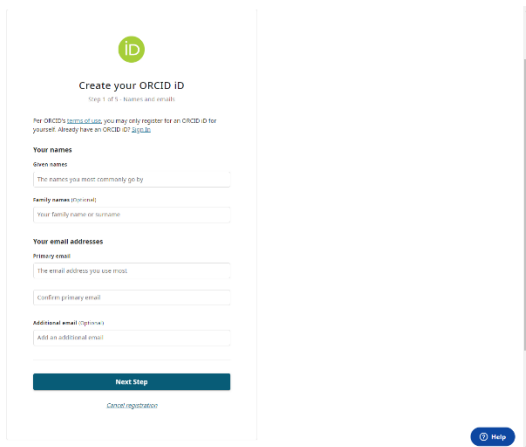 iD
Create your ORCID iD
Step 1 of 5 - Names and emails
Per ORCID's terms of use, you may only register for an ORCID iD for
yourself. Already have an ORCID iD? Sign In
Your names
Given names
The names you most commonly go by
Family names (Optional)
Your family name or surname
Your email addresses
Primary email
The email address you use most
Confirm primary email
Additional email (Optional)
Add an additional email
Next Step
Cancel registration
Help